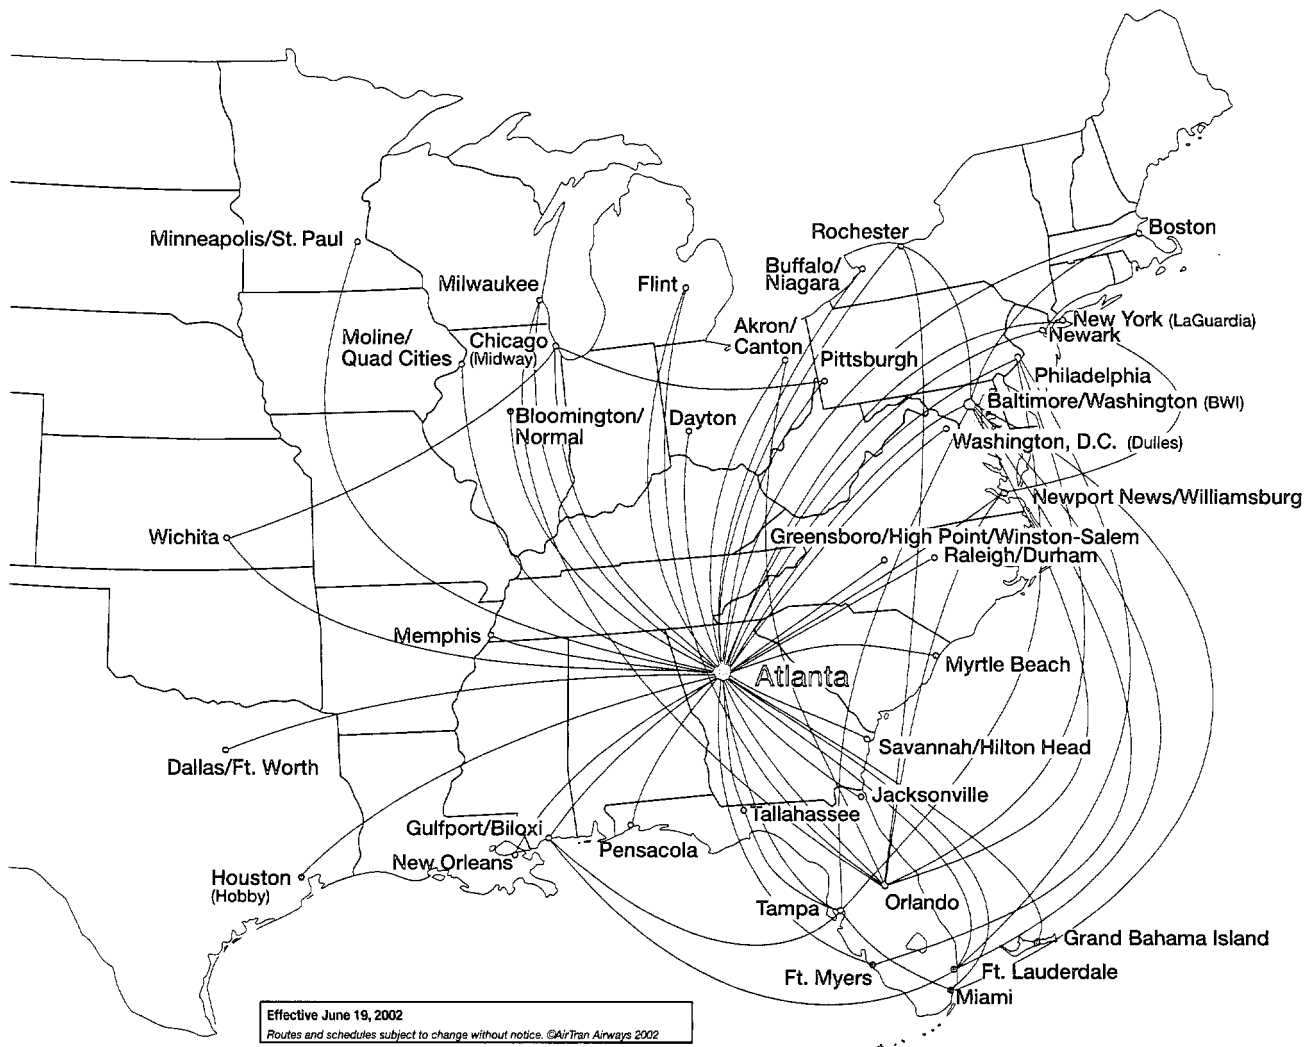 Minneapolis/St. Paul
Rochester
Boston
Buffalo/
Niagara
Milwaukee
Flint
Akron/
Canton
New York (LaGuardia)
Newark
Moline/
Quad Cities
Chicago
(Midway)
Pittsburgh
Philadelphia
Baltimore/Washington (BWI)
Bloomington/
Normal
Dayton
Washington, D.C. (Dulles)
Newport News/Williamsburg
Wichita
Greensboro/High Point/Winston-Salem
Raleigh/Durham
Memphis
Myrtle Beach
Atlanta
Savannah/Hilton Head
Dallas/Ft. Worth
Jacksonville
Tallahassee
Gulfport/Biloxi
Pensacola
New Orleans
Houston
(Hobby)
Orlando
Tampa
Grand Bahama Island
Ft. Myers
Ft. Lauderdale
Miami
Effective June 19, 2002
Routes and schedules subject to change without notice. ©AirTran Airways 2002